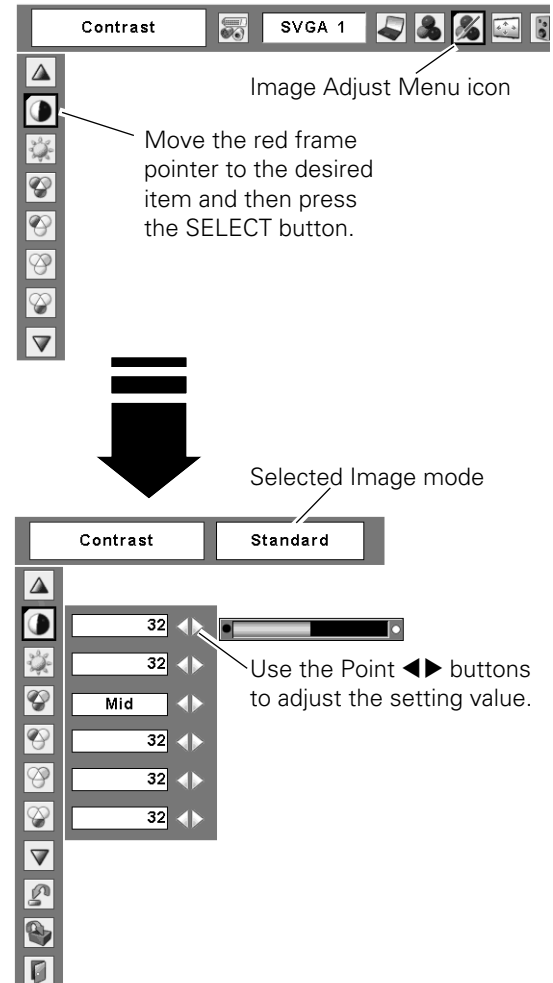 Contrast SVGA 1
Image Adjust Menu icon
Move the red frame
pointer to the desired
item and then press
the SELECT button.
Selected Image mode
Contrast Standard
32
32
Mid
32
32
32
Use the Point ◀▶ buttons
to adjust the setting value.